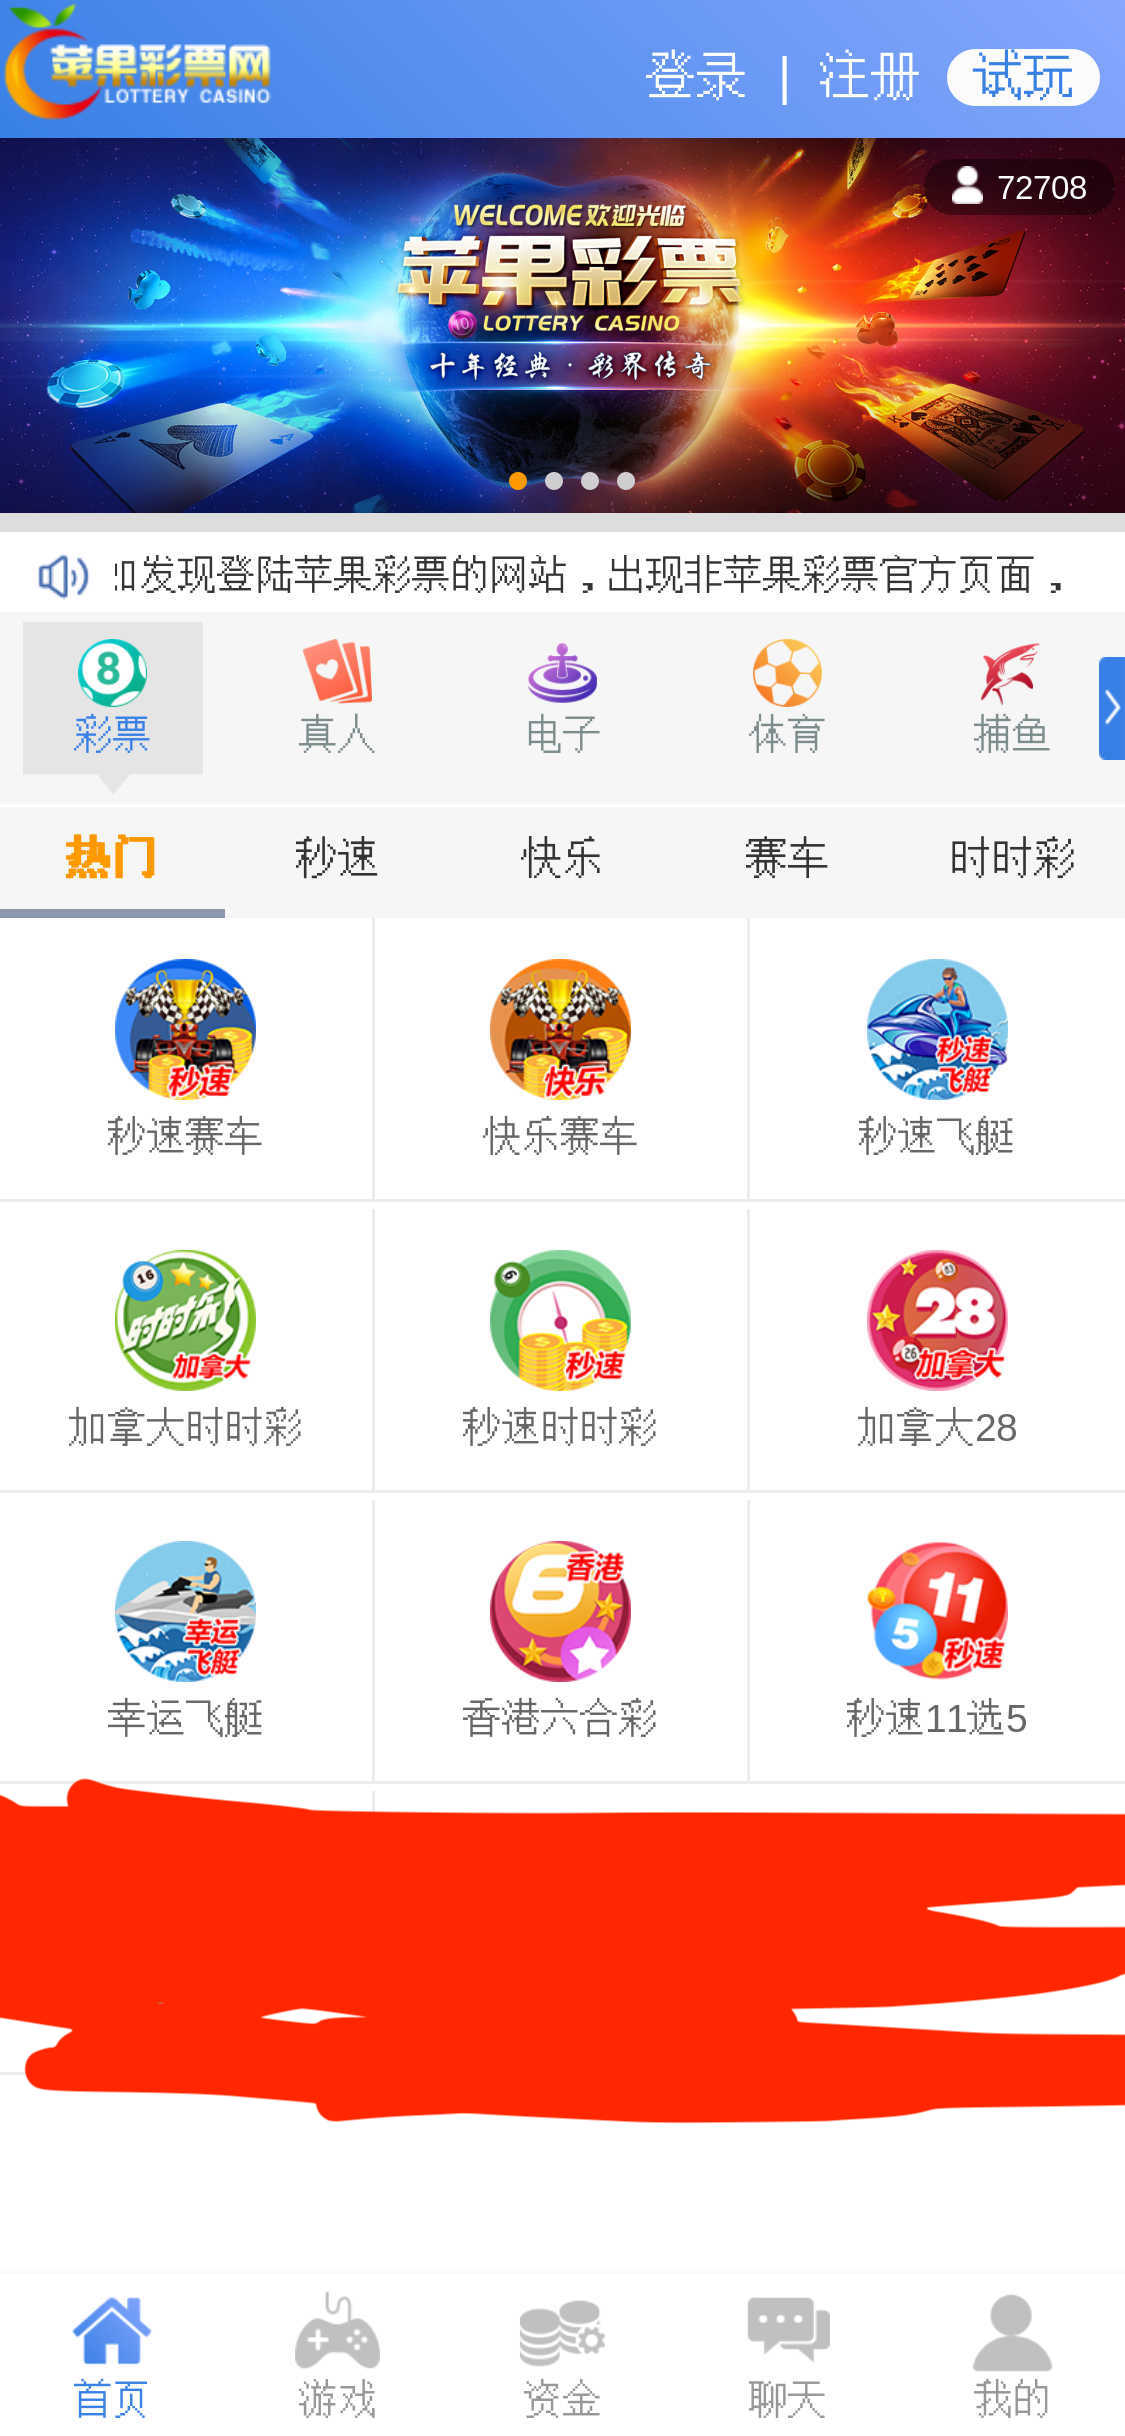 苹果彩票网
LOTTERY CASINO
登录 | 注册 试玩
72708
WELCOME 欢迎光临
苹果彩票
LOTTERY CASINO
十年经典·彩界传奇
发现登陆苹果彩票的网站，出现非苹果彩票官方页面，
8
彩票 真人 电子 体育 捕鱼
热门 秒速 快乐 赛车 时时彩
秒速 快乐 秒速飞艇
秒速赛车 快乐赛车 秒速飞艇
16 时时彩 加拿大 6 秒速 28 26 加拿大
加拿大时时彩 秒速时时彩 加拿大28
幸运飞艇 6 香港 11 5 秒速
幸运飞艇 香港六合彩 秒速11选5
首页 游戏 资金 聊天 我的